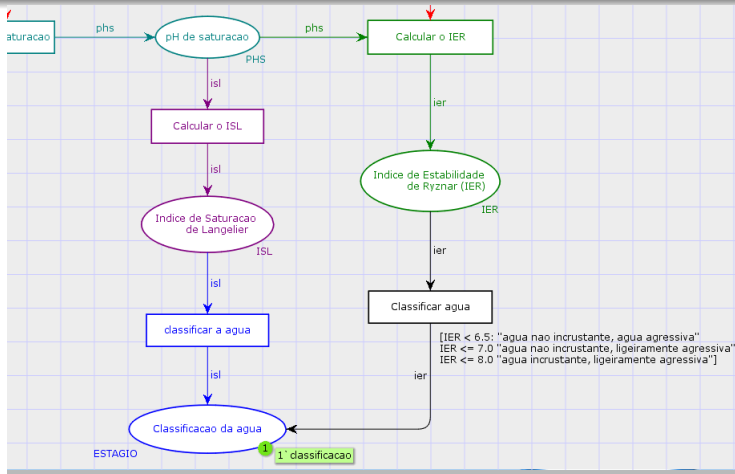 aturacao
phs
pH de saturacao
PHS
phs
Calcular o IER
isl
ier
Calcular o ISL
isl
Indice de Estabilidade
de Ryznar (IER)
IER
Indice de Saturacao
de Langelier
ISL
isl
ier
classificar a agua
Classificar agua
[IER < 6.5: "agua nao incrustante, agua agressiva"
IER <= 7.0 "agua nao incrustante, ligeiramente agressiva"
IER <= 8.0 "agua incrustante, ligeiramente agressiva"]
isl
ier
Classificacao da agua
ESTAGIO
1
1`classificacao